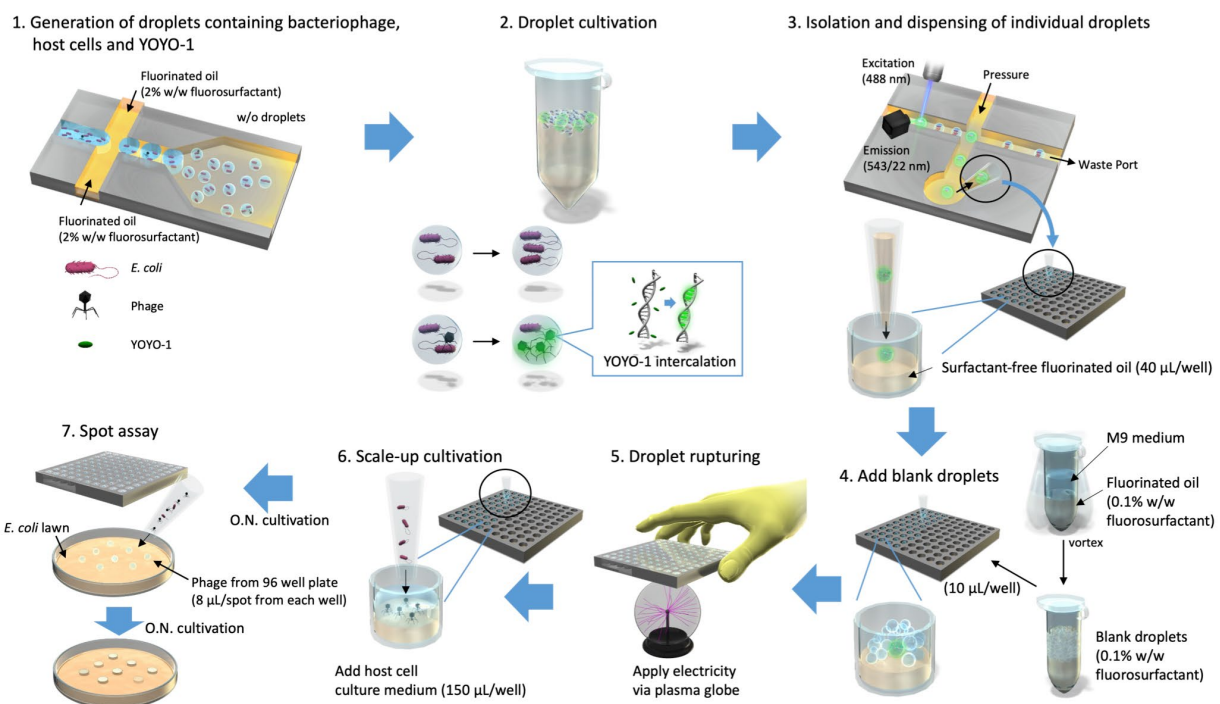 1. Generation of droplets containing bacteriophage,
host cells and YOYO-1
Fluorinated oil
(2% w/w fluorosurfactant)
w/o droplets
Fluorinated oil
(2% w/w fluorosurfactant)
E. coli
Phage
YOYO-1
2. Droplet cultivation
YOYO-1 intercalation
3. Isolation and dispensing of individual droplets
Excitation
(488 nm)
Pressure
Emission
(543/22 nm)
Waste Port
Surfactant-free fluorinated oil (40 µL/well)
4. Add blank droplets
M9 medium
Fluorinated oil
(0.1% w/w
fluorosurfactant)
vortex
(10 µL/well)
Blank droplets
(0.1% w/w
fluorosurfactant)
5. Droplet rupturing
Apply electricity
via plasma globe
6. Scale-up cultivation
Add host cell
culture medium (150 µL/well)
7. Spot assay
O.N. cultivation
E. coli lawn
Phage from 96 well plate
(8 µL/spot from each well)
O.N. cultivation